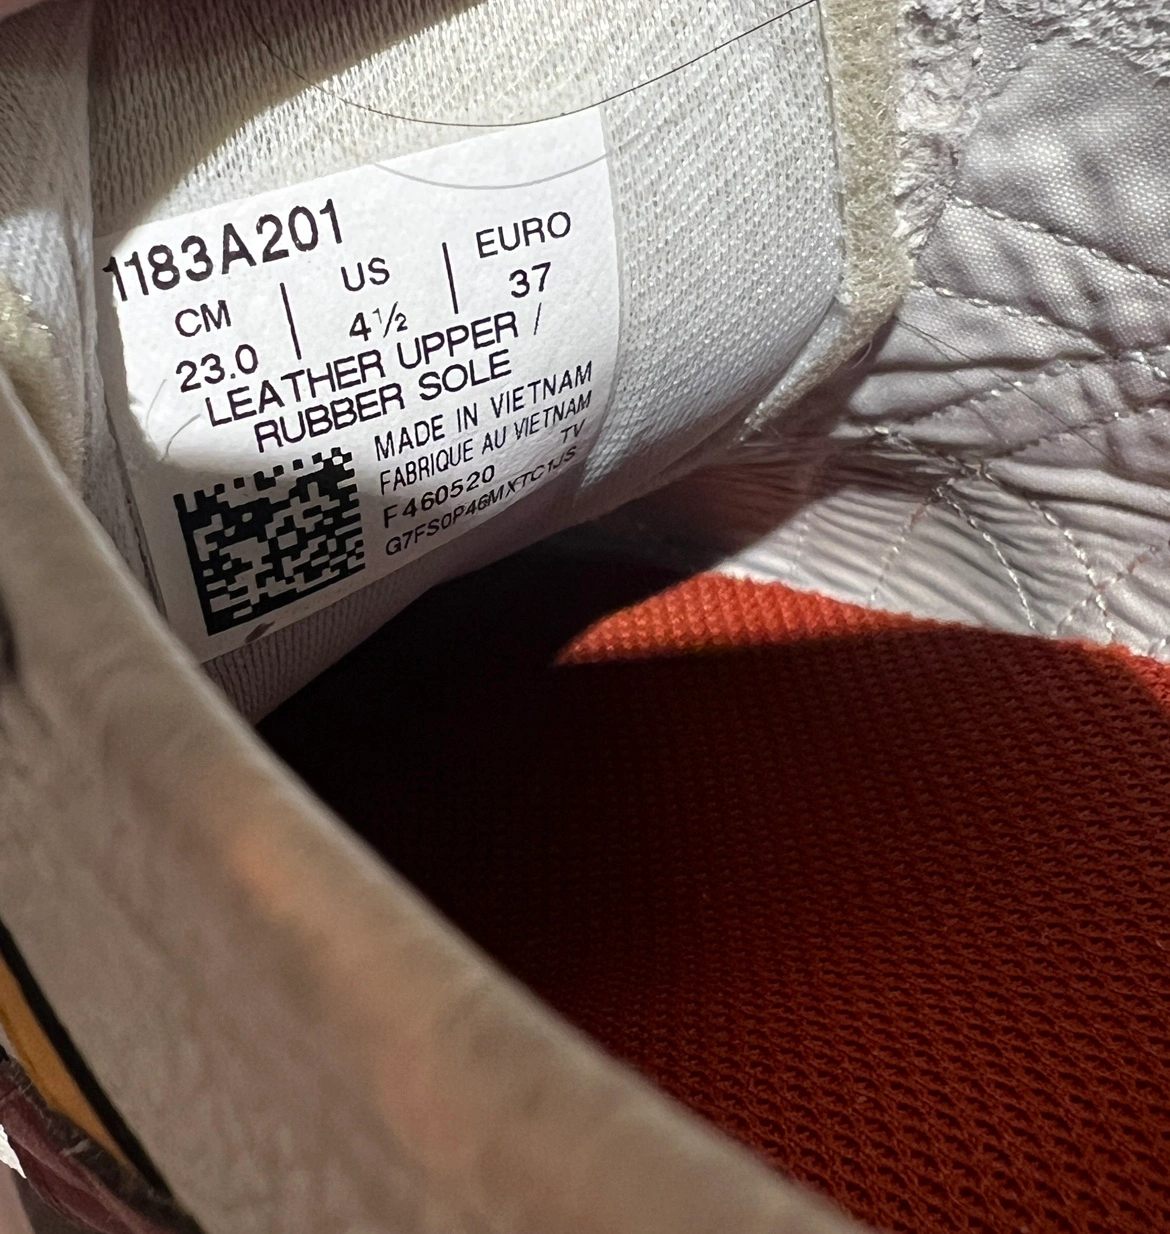 1183A201
CM | US | EURO
23.0 | 4½ | 37
LEATHER UPPER /
RUBBER SOLE
MADE IN VIETNAM
FABRIQUE AU VIETNAM
TV
F460520
G7FS0P46MXTC1JS